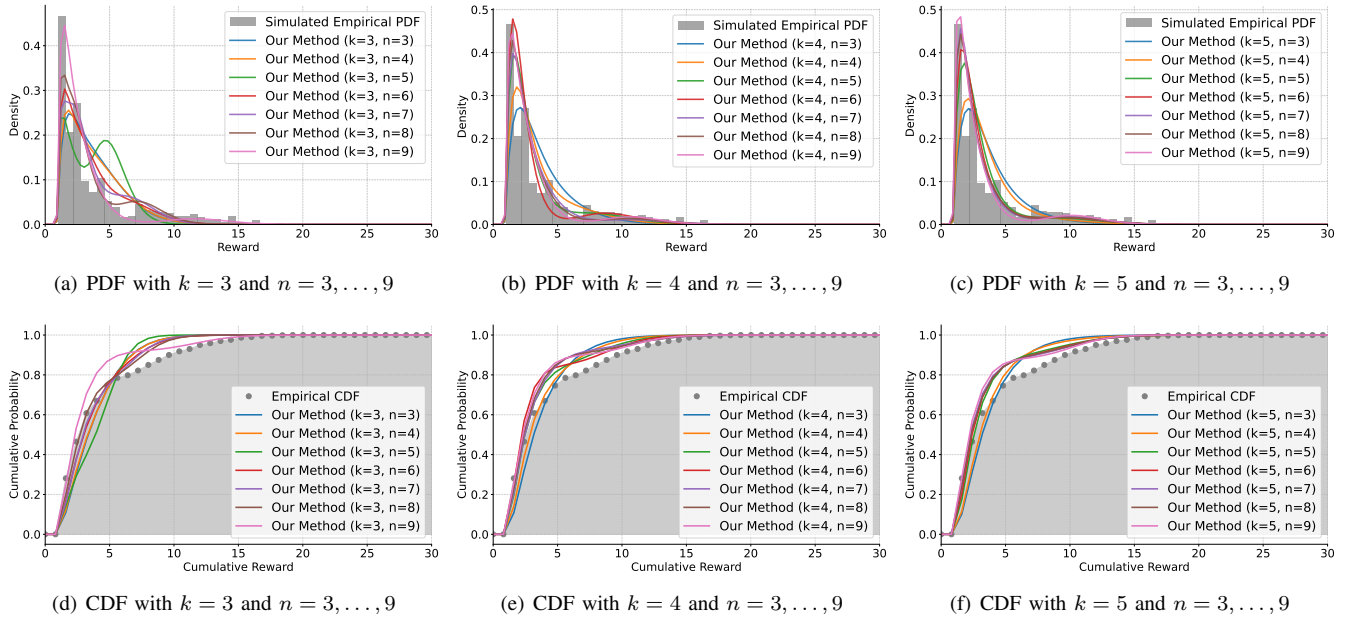 Simulated Empirical PDF
Our Method (k=3, n=3)
Our Method (k=3, n=4)
Our Method (k=3, n=5)
Our Method (k=3, n=6)
Our Method (k=3, n=7)
Our Method (k=3, n=8)
Our Method (k=3, n=9)
Density
0.4
0.3
0.2
0.1
0.0
0 5 10 15 20 25 30
Reward
(a) PDF with k = 3 and n = 3, . . . , 9
Simulated Empirical PDF
Our Method (k=4, n=3)
Our Method (k=4, n=4)
Our Method (k=4, n=5)
Our Method (k=4, n=6)
Our Method (k=4, n=7)
Our Method (k=4, n=8)
Our Method (k=4, n=9)
Density
0.5
0.4
0.3
0.2
0.1
0.0
0 5 10 15 20 25 30
Reward
(b) PDF with k = 4 and n = 3, . . . , 9
Simulated Empirical PDF
Our Method (k=5, n=3)
Our Method (k=5, n=4)
Our Method (k=5, n=5)
Our Method (k=5, n=6)
Our Method (k=5, n=7)
Our Method (k=5, n=8)
Our Method (k=5, n=9)
Density
0.5
0.4
0.3
0.2
0.1
0.0
0 5 10 15 20 25 30
Reward
(c) PDF with k = 5 and n = 3, . . . , 9
Empirical CDF
Our Method (k=3, n=3)
Our Method (k=3, n=4)
Our Method (k=3, n=5)
Our Method (k=3, n=6)
Our Method (k=3, n=7)
Our Method (k=3, n=8)
Our Method (k=3, n=9)
Cumulative Probability
1.0
0.8
0.6
0.4
0.2
0.0
0 5 10 15 20 25 30
Cumulative Reward
(d) CDF with k = 3 and n = 3, . . . , 9
Empirical CDF
Our Method (k=4, n=3)
Our Method (k=4, n=4)
Our Method (k=4, n=5)
Our Method (k=4, n=6)
Our Method (k=4, n=7)
Our Method (k=4, n=8)
Our Method (k=4, n=9)
Cumulative Probability
1.0
0.8
0.6
0.4
0.2
0.0
0 5 10 15 20 25 30
Cumulative Reward
(e) CDF with k = 4 and n = 3, . . . , 9
Empirical CDF
Our Method (k=5, n=3)
Our Method (k=5, n=4)
Our Method (k=5, n=5)
Our Method (k=5, n=6)
Our Method (k=5, n=7)
Our Method (k=5, n=8)
Our Method (k=5, n=9)
Cumulative Probability
1.0
0.8
0.6
0.4
0.2
0.0
0 5 10 15 20 25 30
Cumulative Reward
(f) CDF with k = 5 and n = 3, . . . , 9